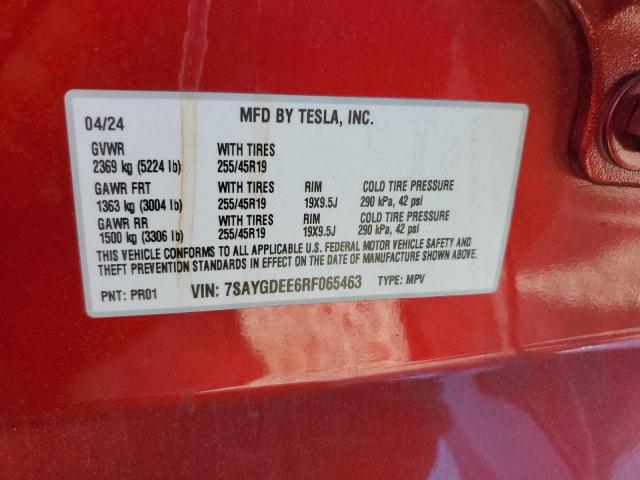 04/24 MFD BY TESLA, INC.
GVWR WITH TIRES
2369 kg (5224 lb) 255/45R19
GAWR FRT WITH TIRES RIM COLD TIRE PRESSURE
1363 kg (3004 lb) 255/45R19 19X9.5J 290 kPa, 42 psi
GAWR RR WITH TIRES RIM COLD TIRE PRESSURE
1500 kg (3306 lb) 255/45R19 19X9.5J 290 kPa, 42 psi
THIS VEHICLE CONFORMS TO ALL APPLICABLE U.S. FEDERAL MOTOR VEHICLE SAFETY AND
THEFT PREVENTION STANDARDS IN EFFECT ON THE DATE OF MANUFACTURE SHOWN ABOVE.
PNT: PR01 VIN: 7SAYGDEE6RF065463 TYPE: MPV